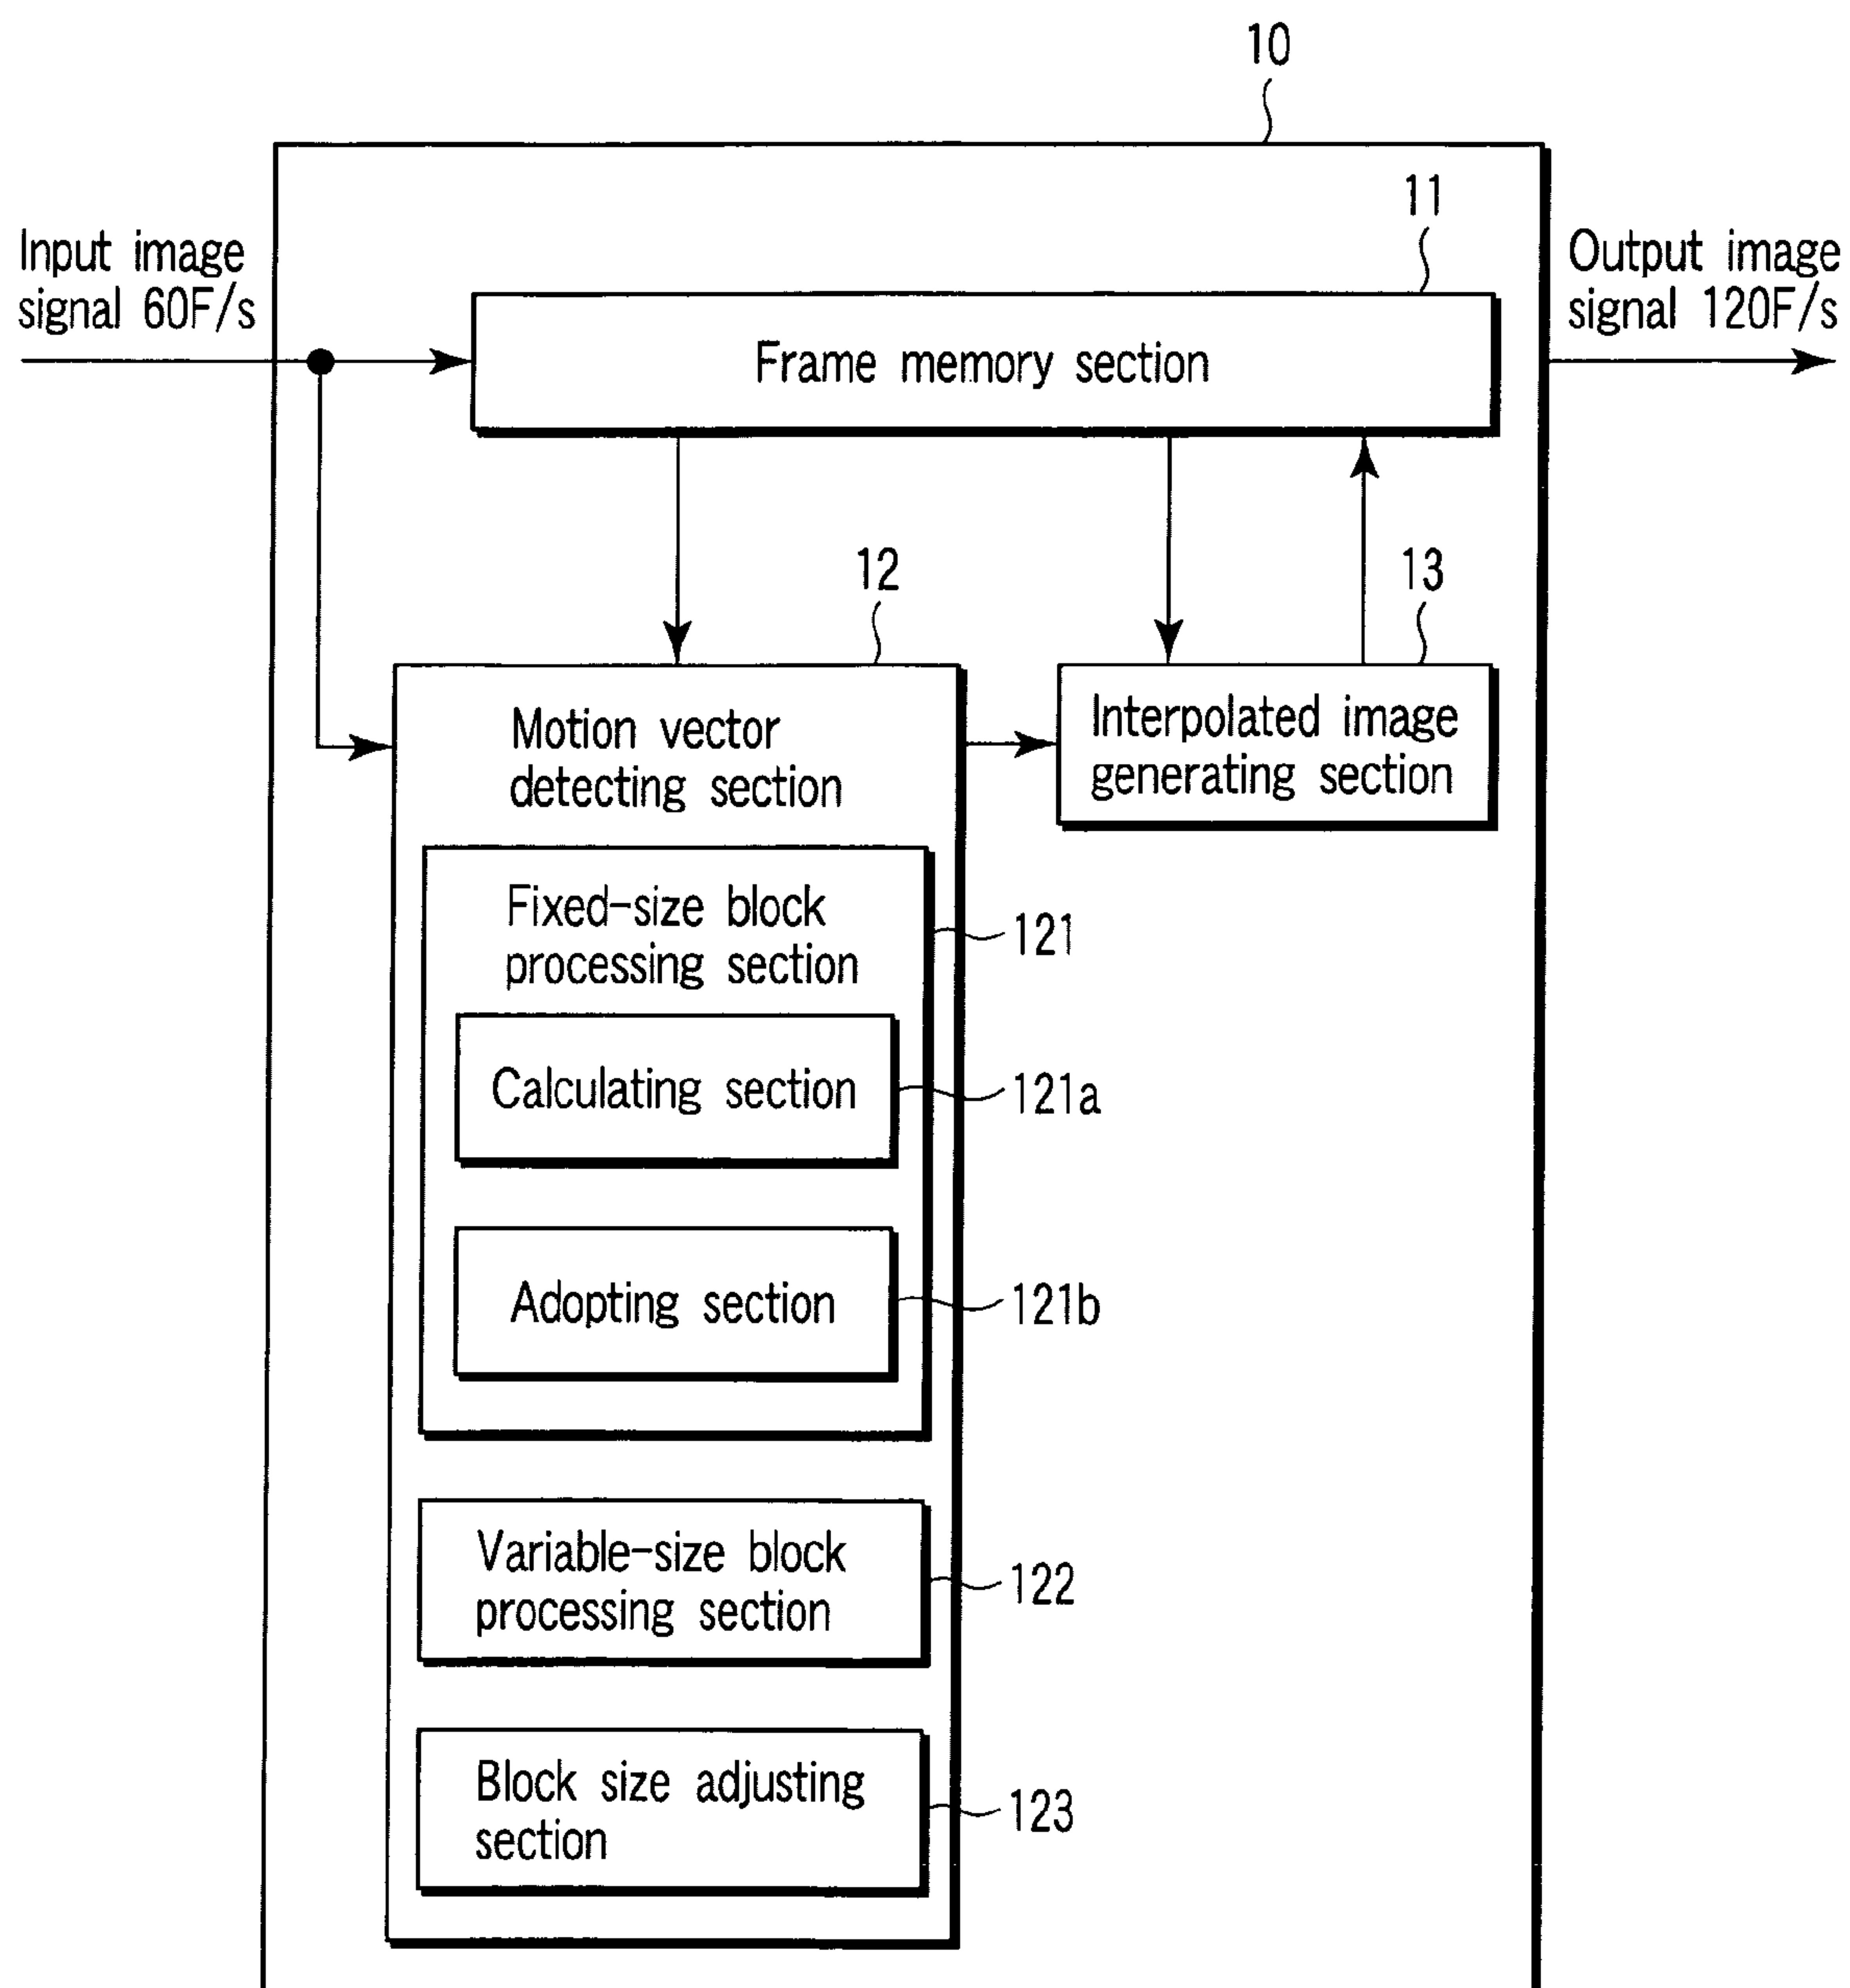 10
11
Input image
signal 60F/s
Output image
signal 120F/s
Frame memory section
12
13
Motion vector
detecting section
Interpolated image
generating section
Fixed-size block
processing section
121
Calculating section
121a
Adopting section
121b
Variable-size block
processing section
122
Block size adjusting
section
123